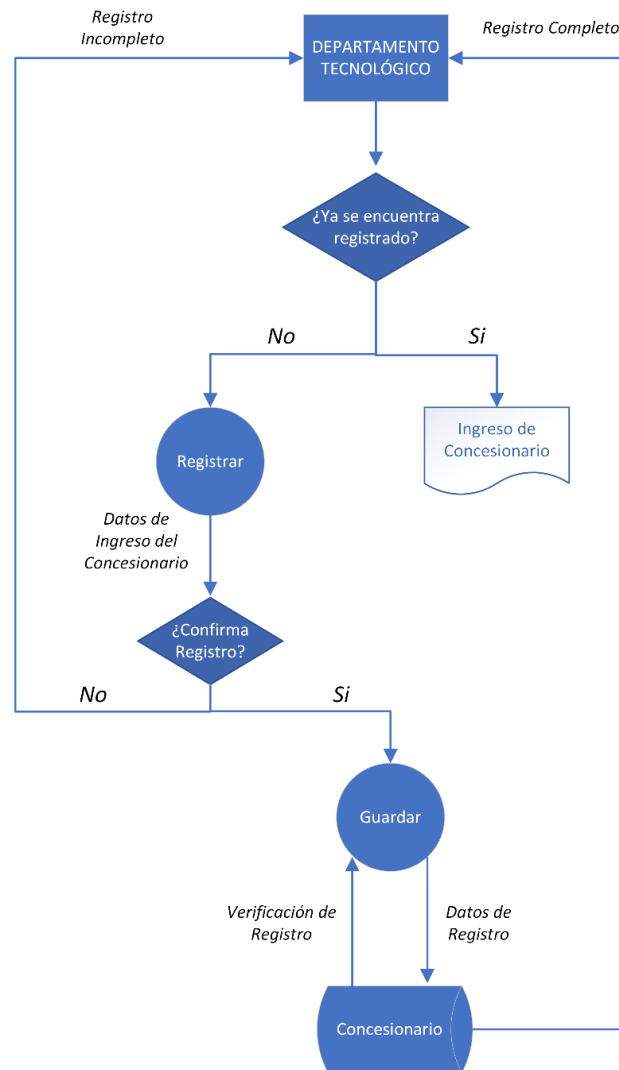 Registro
Incompleto
DEPARTAMENTO
TECNOLÓGICO
Registro Completo
¿Ya se encuentra
registrado?
No
Si
Registrar
Ingreso de
Concesionario
Datos de
Ingreso del
Concesionario
¿Confirma
Registro?
No
Si
Guardar
Verificación de
Registro
Datos de
Registro
Concesionario